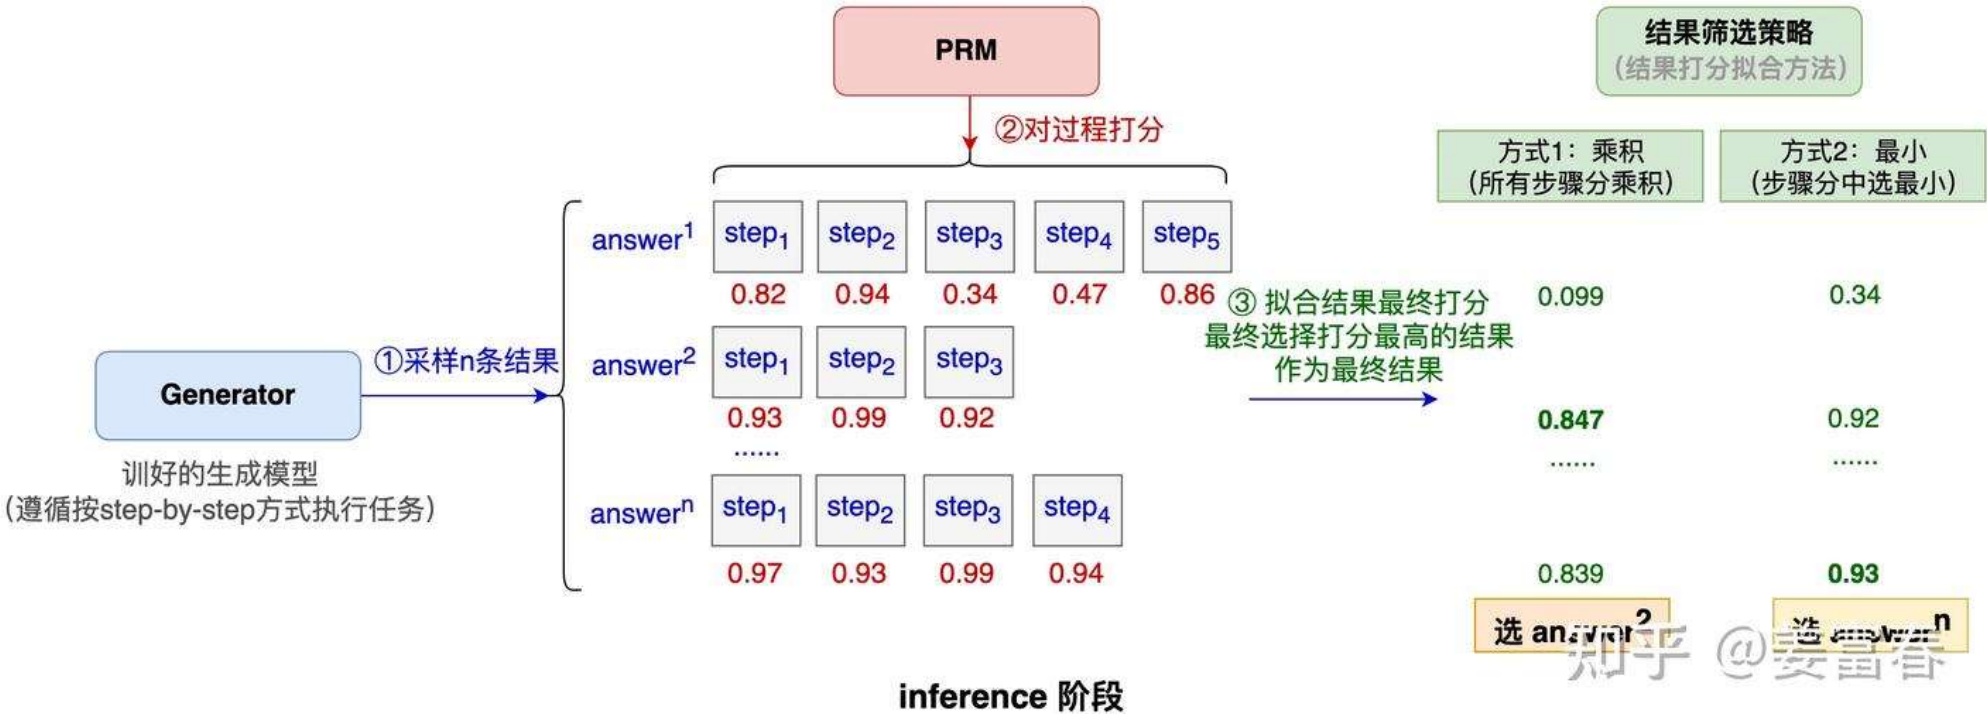 PRM
②对过程打分
结果筛选策略
(结果打分拟合方法)
方式1：乘积
(所有步骤分乘积)
方式2：最小
(步骤分中选最小)
answer1 step1 step2 step3 step4 step5
0.82 0.94 0.34 0.47 0.86
0.099 0.34
①采样n条结果
Generator
训好的生成模型
(遵循按step-by-step方式执行任务)
answer2 step1 step2 step3
0.93 0.99 0.92
......
③ 拟合结果最终打分
最终选择打分最高的结果
作为最终结果
0.847 0.92
...... ......
answern step1 step2 step3 step4
0.97 0.93 0.99 0.94
0.839 0.93
选 answer2
选 answern
知乎 @姜富春
inference 阶段